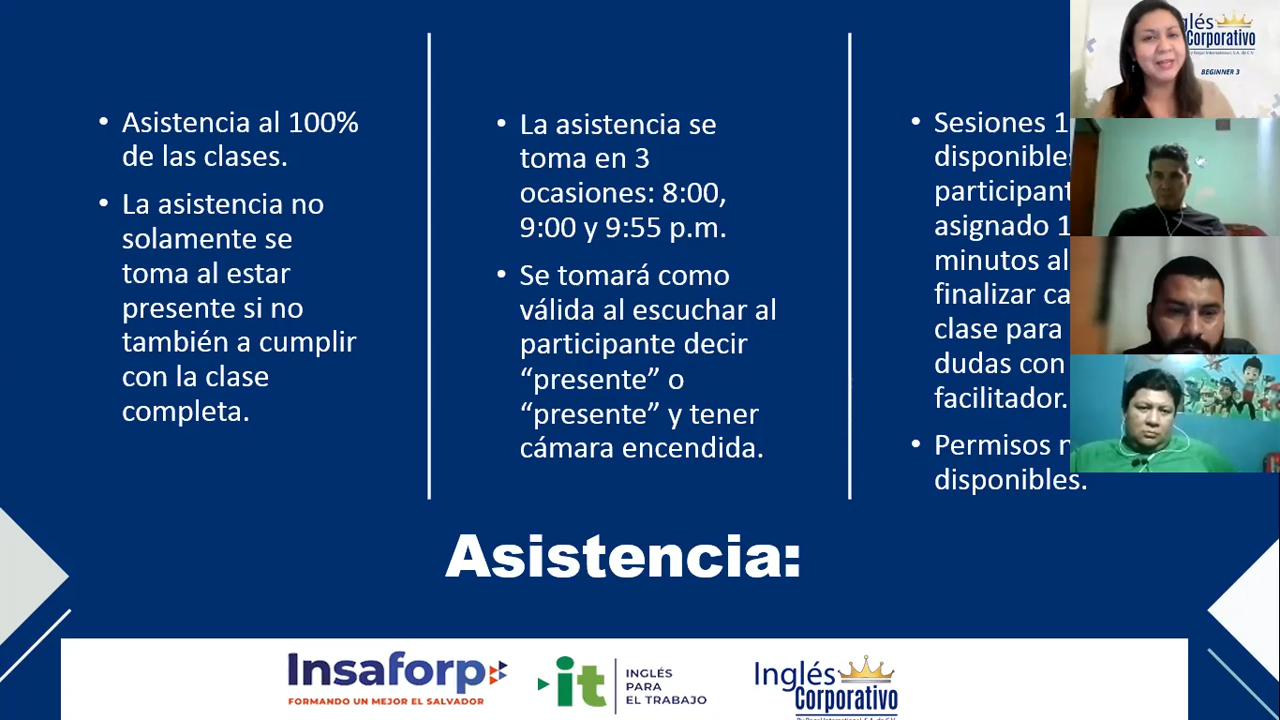 • Asistencia al 100%
de las clases.
• La asistencia no
solamente se
toma al estar
presente si no
también a cumplir
con la clase
completa.
• La asistencia se
toma en 3
ocasiones: 8:00,
9:00 y 9:55 p.m.
• Se tomará como
válida al escuchar al
participante decir
“presente” o
“presente” y tener
cámara encendida.
• Sesiones
disponibles
asignado
minutos al
finalizar
clase para
dudas con
facilitador.
• Permisos
disponibles.
Asistencia:
Insaforp
FORMANDO UN MEJOR EL SALVADOR
it
INGLÉS
PARA
EL TRABAJO
Inglés
Corporativo
Corporativo
BEGINNER 3